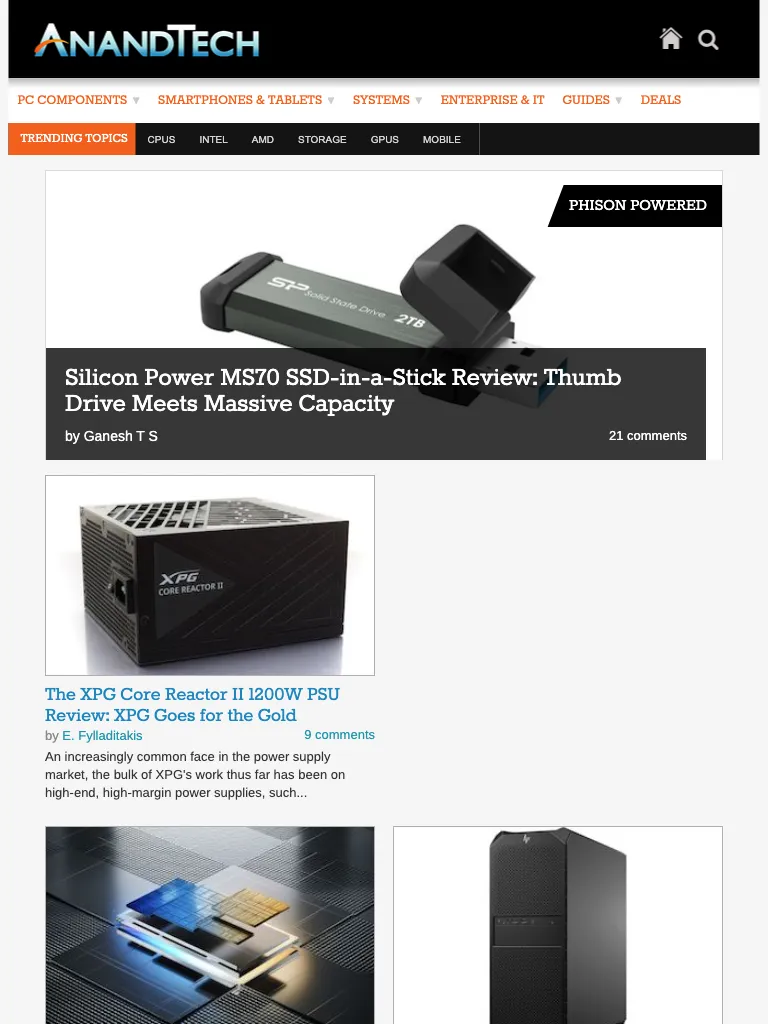 ANANDTECH
PC COMPONENTS ▼ SMARTPHONES & TABLETS ▼ SYSTEMS ▼ ENTERPRISE & IT GUIDES ▼ DEALS
TRENDING TOPICS CPUS INTEL AMD STORAGE GPUS MOBILE
PHISON POWERED
SP Solid State Drive 2TB
Silicon Power MS70 SSD-in-a-Stick Review: Thumb
Drive Meets Massive Capacity
by Ganesh T S 21 comments
XPG
CORE REACTOR II
The XPG Core Reactor II 1200W PSU
Review: XPG Goes for the Gold
by E. Fylladitakis 9 comments
An increasingly common face in the power supply
market, the bulk of XPG's work thus far has been on
high-end, high-margin power supplies, such...
hp